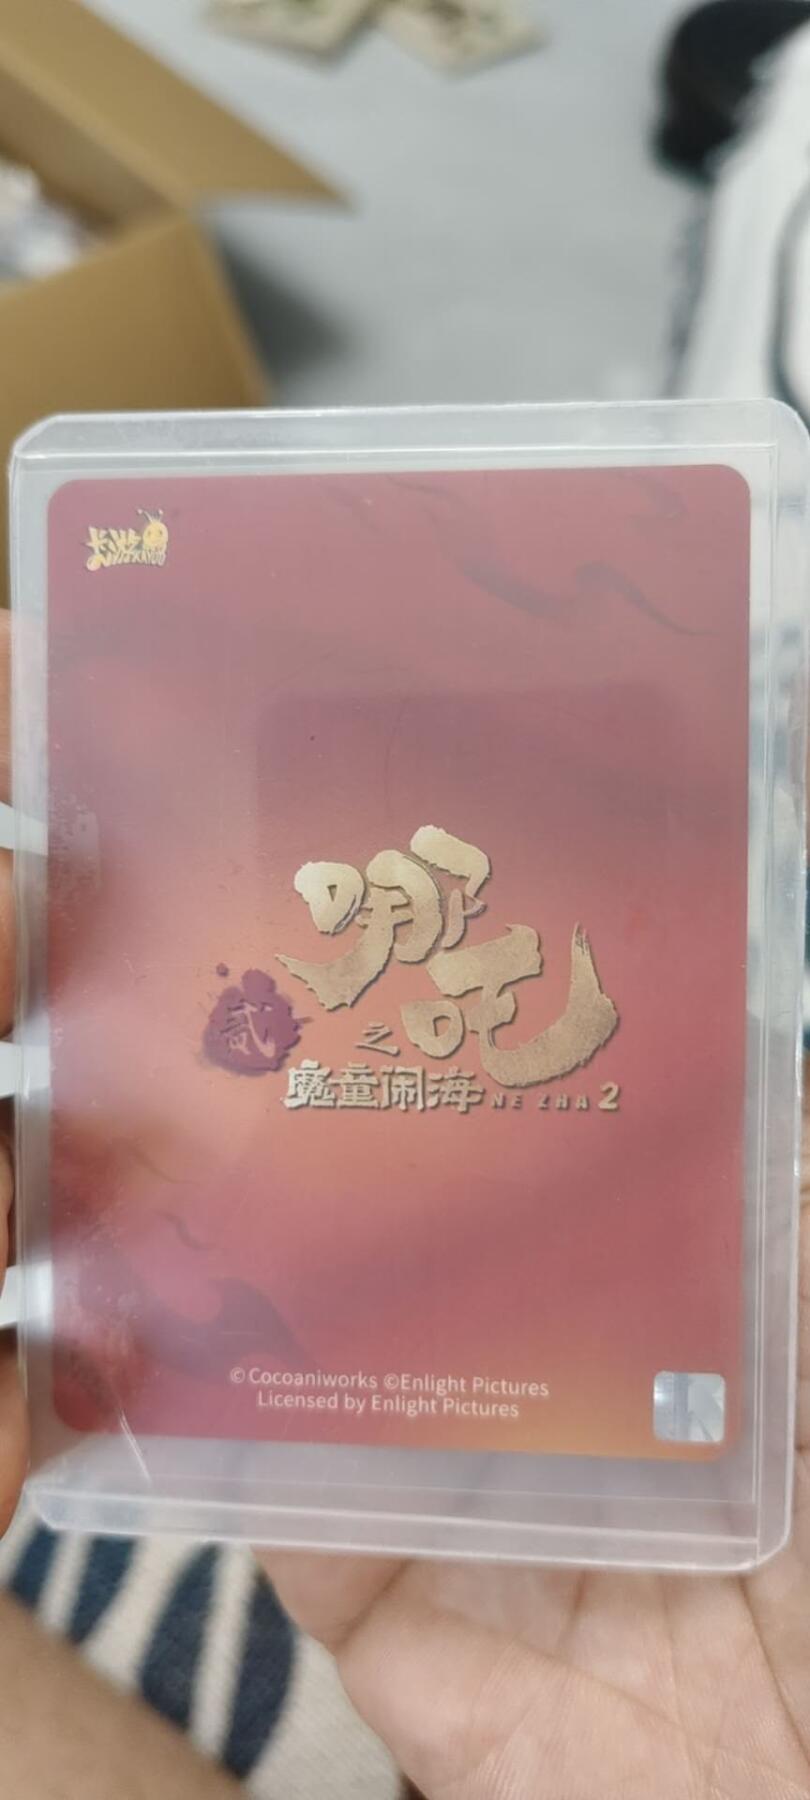 卡游
KAYOU
哪吒
贰
之
魔童闹海 NE ZHA 2
© Cocoaniworks ©Enlight Pictures
Licensed by Enlight Pictures